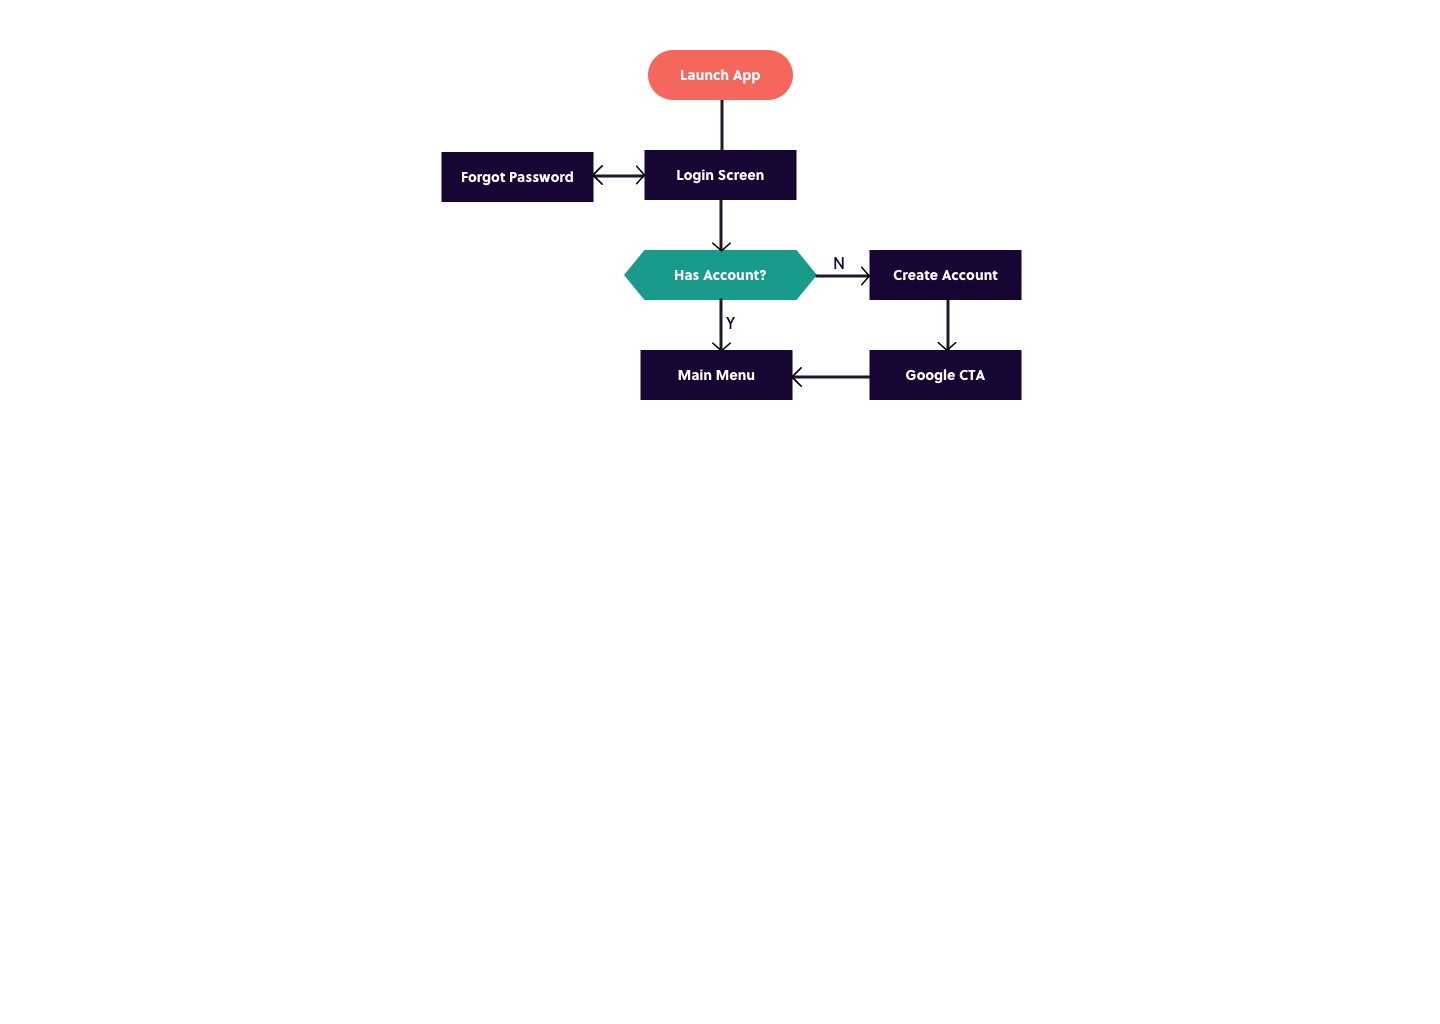 Launch App
Forgot Password
Login Screen
Has Account?
N
Create Account
Y
Main Menu
Google CTA